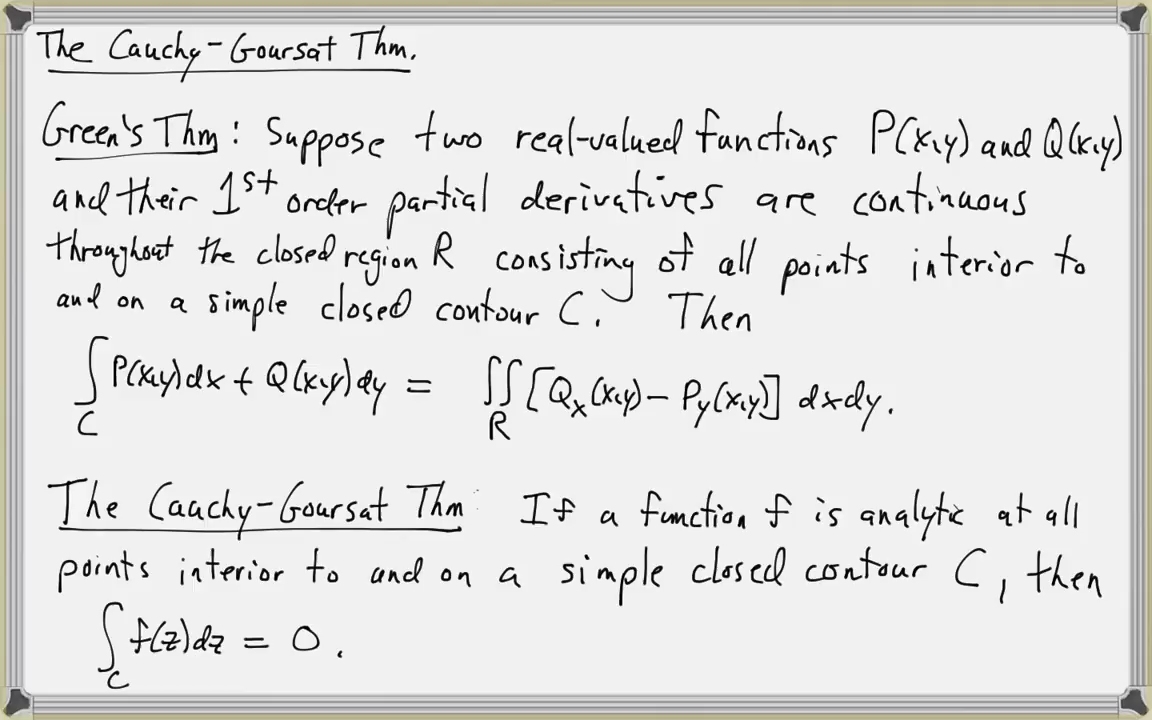 The Cauchy-Goursat Thm.
Green's Thm: Suppose two real-valued functions P(x,y) and Q(x,y)
and their 1st order partial derivatives are continuous
throughout the closed region R consisting of all points interior to
and on a simple closed contour C. Then
∫_C P(x,y)dx + Q(x,y)dy = ∬_R [Q_x(x,y) - P_y(x,y)] dxdy.
The Caachy-Goursat Thm: If a function f is analytic at all
points interior to and on a simple closed contour C, then
∫_C f(z)dz = 0.